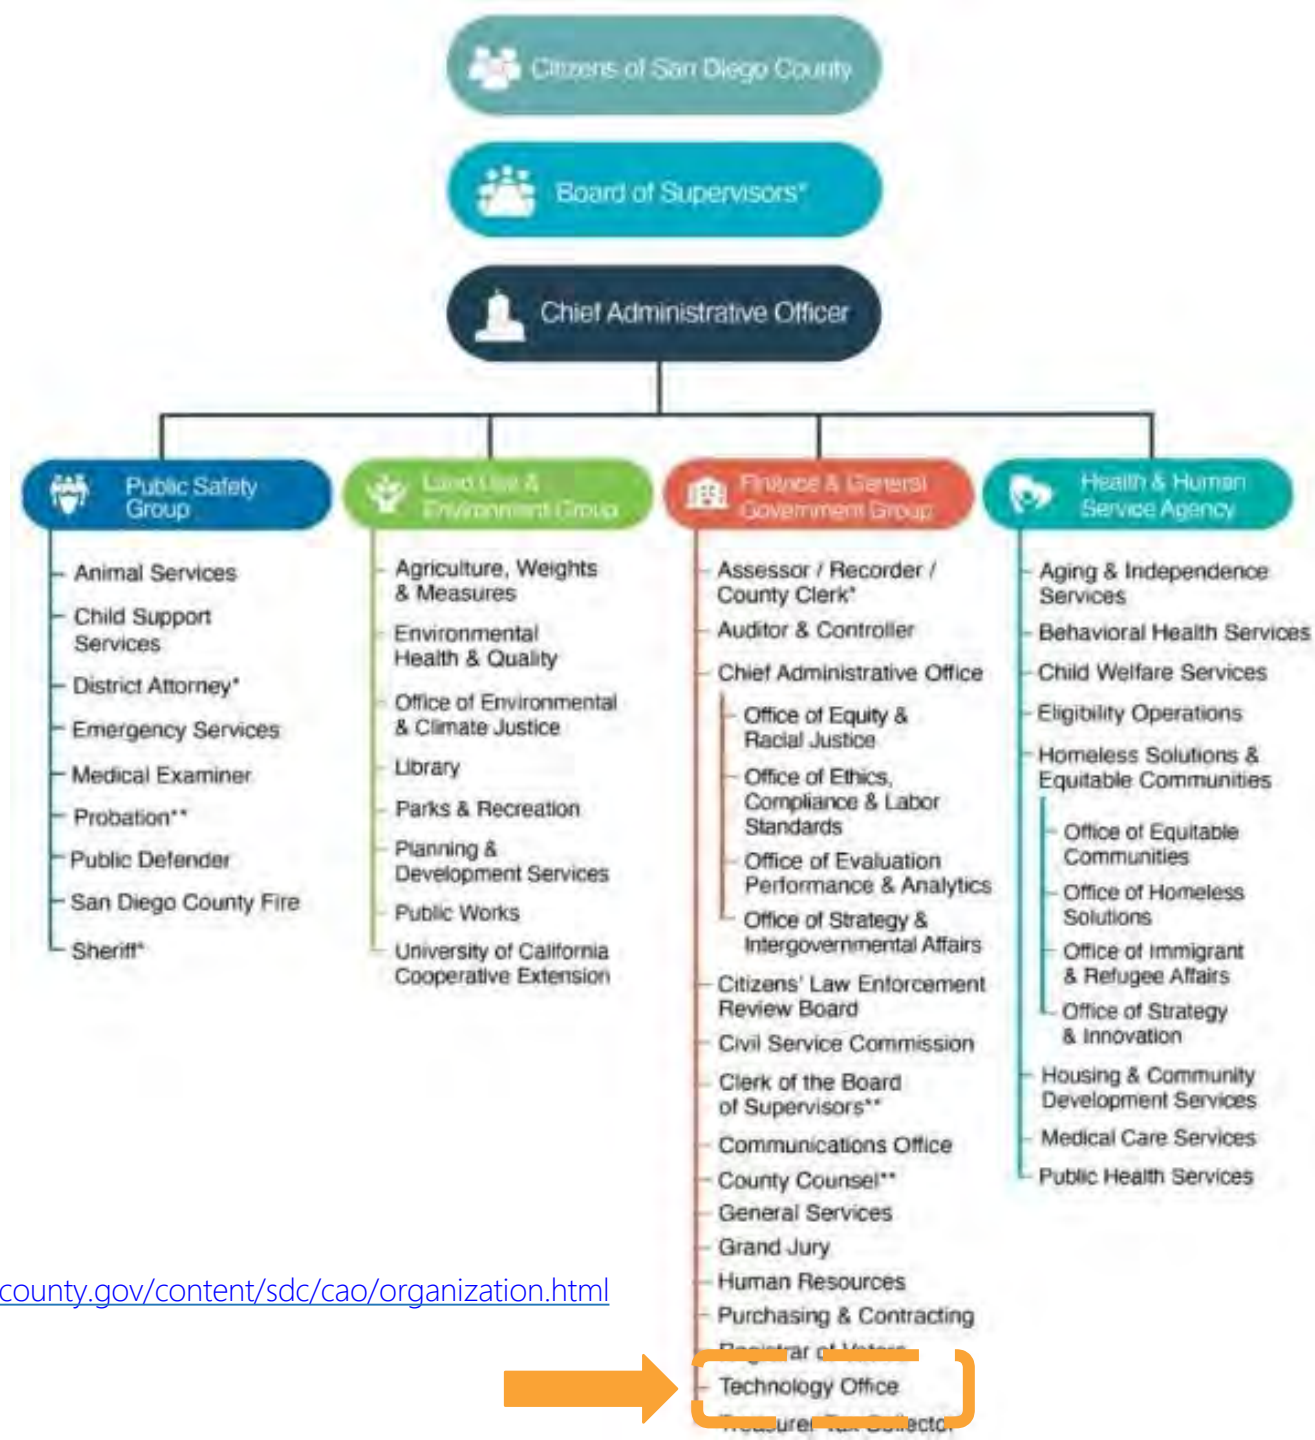 Citizens of San Diego County
Board of Supervisors*
Chief Administrative Officer
Public Safety
Group
Animal Services
Child Support
Services
District Attorney*
Emergency Services
Medical Examiner
Probation**
Public Defender
San Diego County Fire
Sheriff*
Land Use &
Environment Group
Agriculture, Weights
& Measures
Environmental
Health & Quality
Office of Environmental
& Climate Justice
Library
Parks & Recreation
Planning &
Development Services
Public Works
University of California
Cooperative Extension
Finance & General
Government Group
Assessor / Recorder /
County Clerk*
Auditor & Controller
Chief Administrative Office
Office of Equity &
Racial Justice
Office of Ethics,
Compliance & Labor
Standards
Office of Evaluation
Performance & Analytics
Office of Strategy &
Intergovernmental Affairs
Citizens' Law Enforcement
Review Board
Civil Service Commission
Clerk of the Board
of Supervisors**
Communications Office
County Counsel**
General Services
Grand Jury
Human Resources
Purchasing & Contracting
Registrar of Voters
Technology Office
Treasurer Tax Collector
Health & Human
Service Agency
Aging & Independence
Services
Behavioral Health Services
Child Welfare Services
Eligibility Operations
Homeless Solutions &
Equitable Communities
Office of Equitable
Communities
Office of Homeless
Solutions
Office of Immigrant
& Refugee Affairs
Office of Strategy
& Innovation
Housing & Community
Development Services
Medical Care Services
Public Health Services
county.gov/content/sdc/cao/organization.html